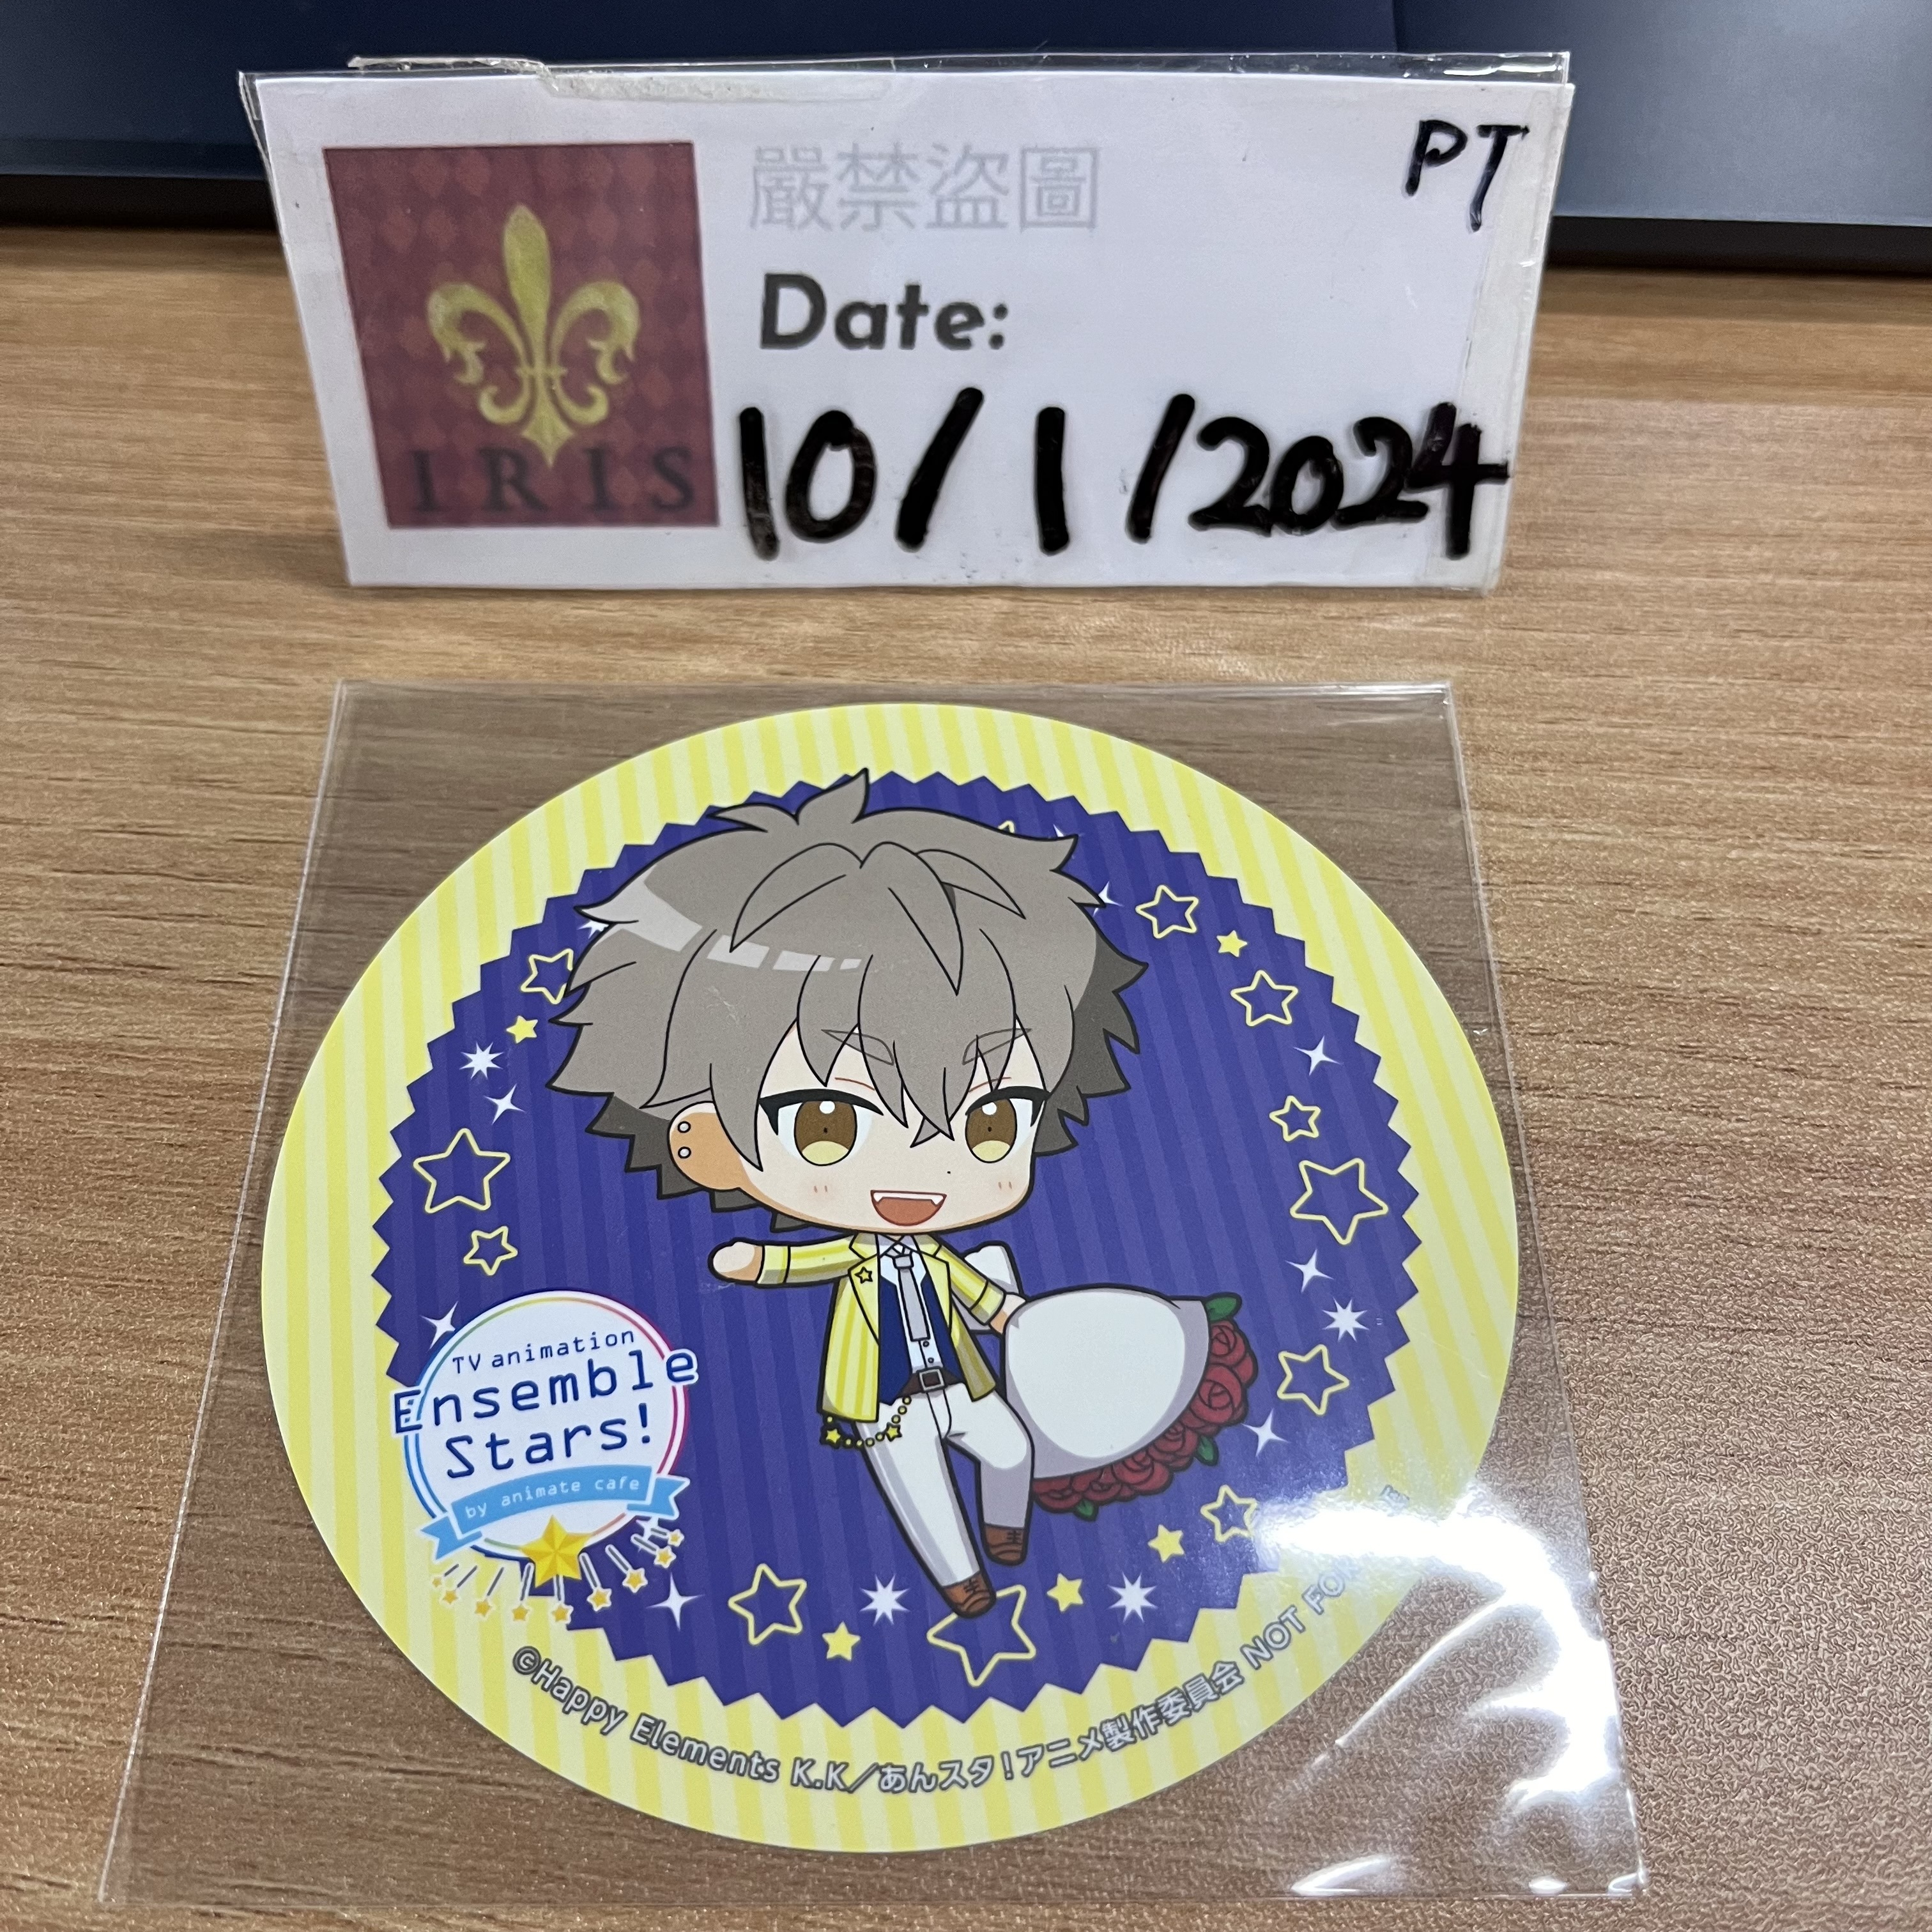 PT
嚴禁盜圖
Date:
10/1/2024
IRIS
TV animation
Ensemble
Stars!
by animate cafe
©Happy Elements K.K/あんスタ!アニメ製作委員会 NOT FOR